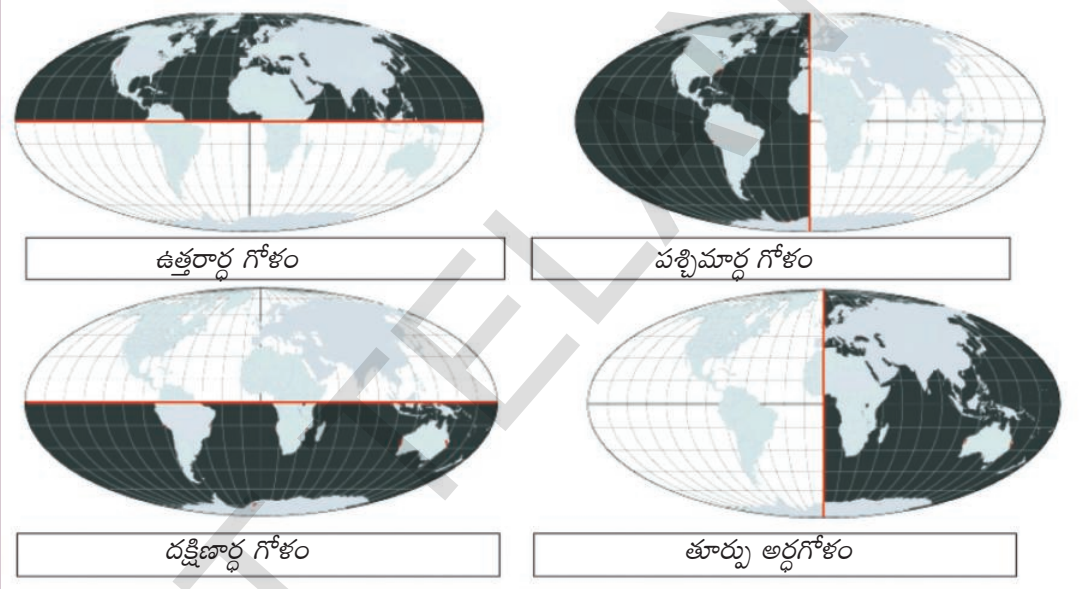 ఉత్తరార్ధ గోళం
పశ్చిమార్ధ గోళం
దక్షిణార్ధ గోళం
తూర్పు అర్ధగోళం